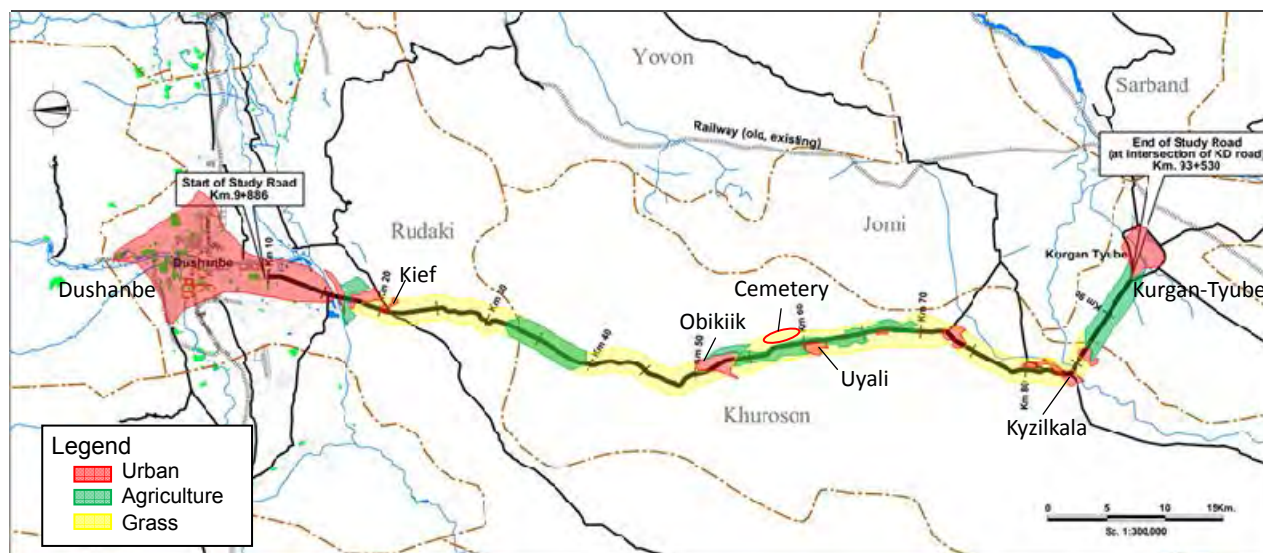 Yovon
Sarband
Railway (old, existing)
End of Study Road
(at Intersection of KD road)
Km. 93+530
Start of Study Road
Km.9+886
Rudaki
Jomi
Dushanbe
Km 10
Kurgan Tyube
Dushanbe
Km 20
Kief
Cemetery
Kurgan-Tyube
Km 30
Obikiik
Km 60
Km 70
Km 90
Km 40
Km 50
Uyali
Km 80
Khuroson
Kyzilkala
Legend
Urban
Agriculture
Grass
0 5 10 15Km.
Sc. 1:300,000